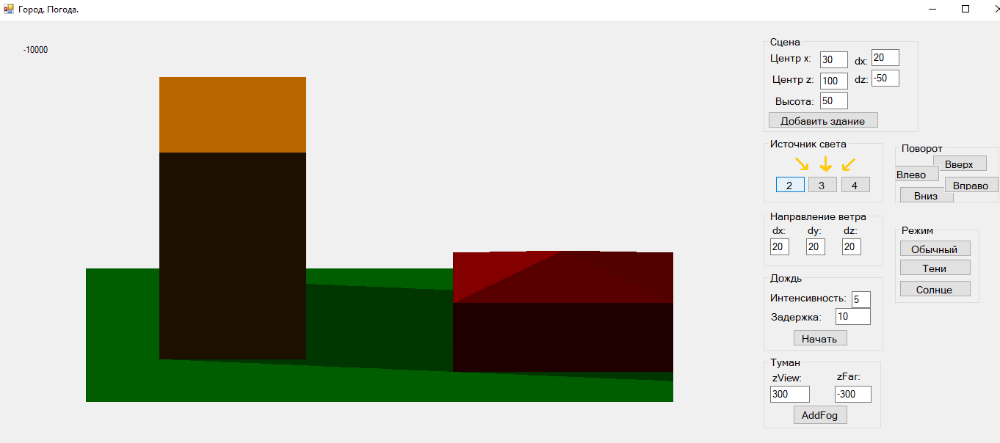 Город. Погода.
-10000
Сцена
Центр x: 30 dx: 20
Центр z: 100 dz: -50
Высота: 50
Добавить здание
Источник света
2 3 4
Поворот
Вверх
Влево
Вправо
Вниз
Направление ветра
dx: dy: dz:
20 20 20
Режим
Обычный
Тени
Солнце
Дождь
Интенсивность: 5
Задержка: 10
Начать
Туман
zView: zFar:
300 -300
AddFog